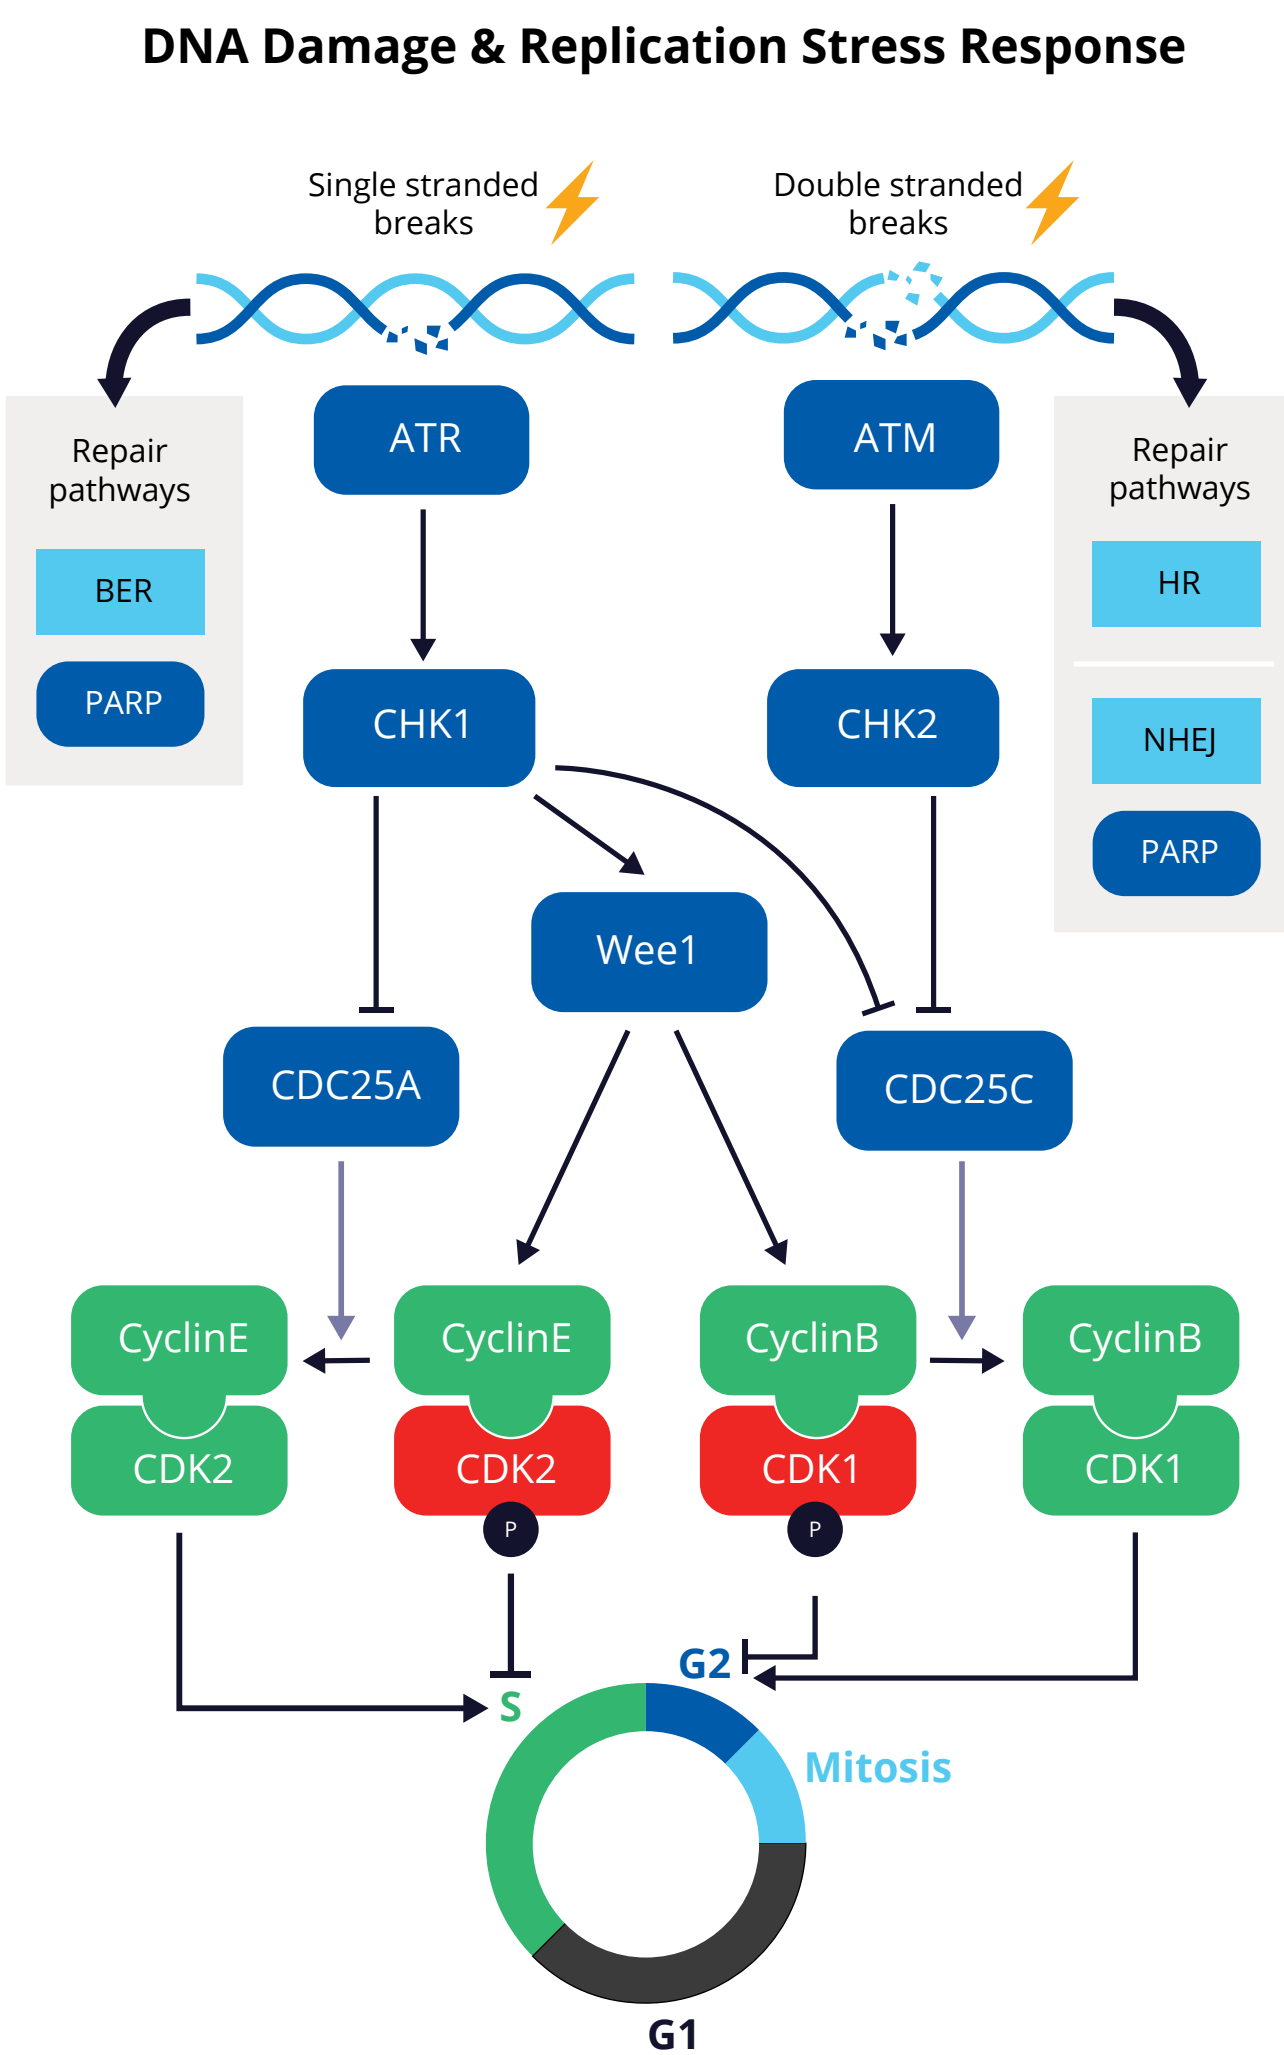 DNA Damage & Replication Stress Response
Single stranded
breaks
Double stranded
breaks
Repair
pathways
BER
PARP
ATR
ATM
Repair
pathways
HR
NHEJ
PARP
CHK1
CHK2
Wee1
CDC25A
CDC25C
CyclinE
CyclinE
CyclinB
CyclinB
CDK2
CDK2
CDK1
CDK1
P
P
G2
S
Mitosis
G1